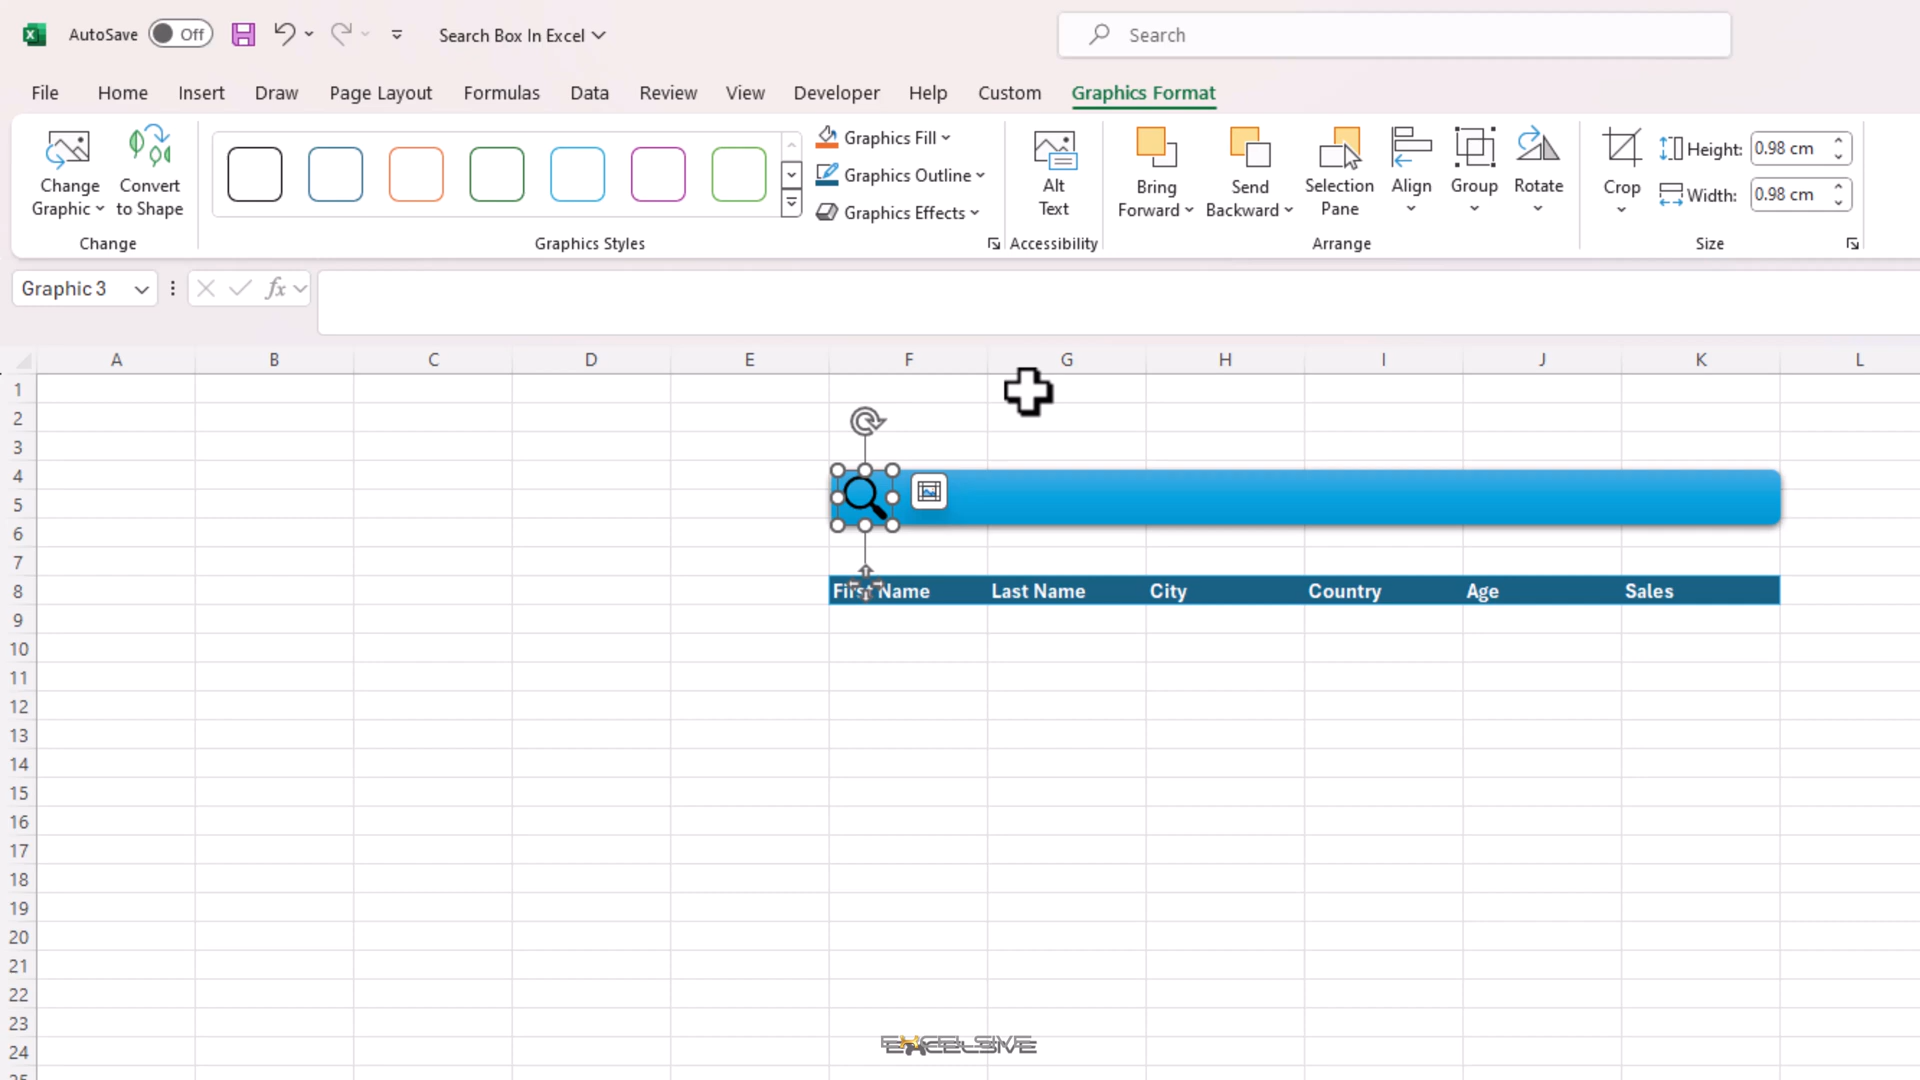 AutoSave Off Search Box In Excel Search
File Home Insert Draw Page Layout Formulas Data Review View Developer Help Custom Graphics Format
Change Graphic
Convert to Shape
Change
Graphics Styles
Graphics Fill
Graphics Outline
Graphics Effects
Alt Text
Accessibility
Bring Forward
Send Backward
Selection Pane
Align
Group
Rotate
Arrange
Crop
Height: 0.98 cm
Width: 0.98 cm
Size
Graphic 3 fx
A B C D E F G H I J K L
1
2
3
4
5
6
7
8 First Name Last Name City Country Age Sales
9
10
11
12
13
14
15
16
17
18
19
20
21
22
23
24
25